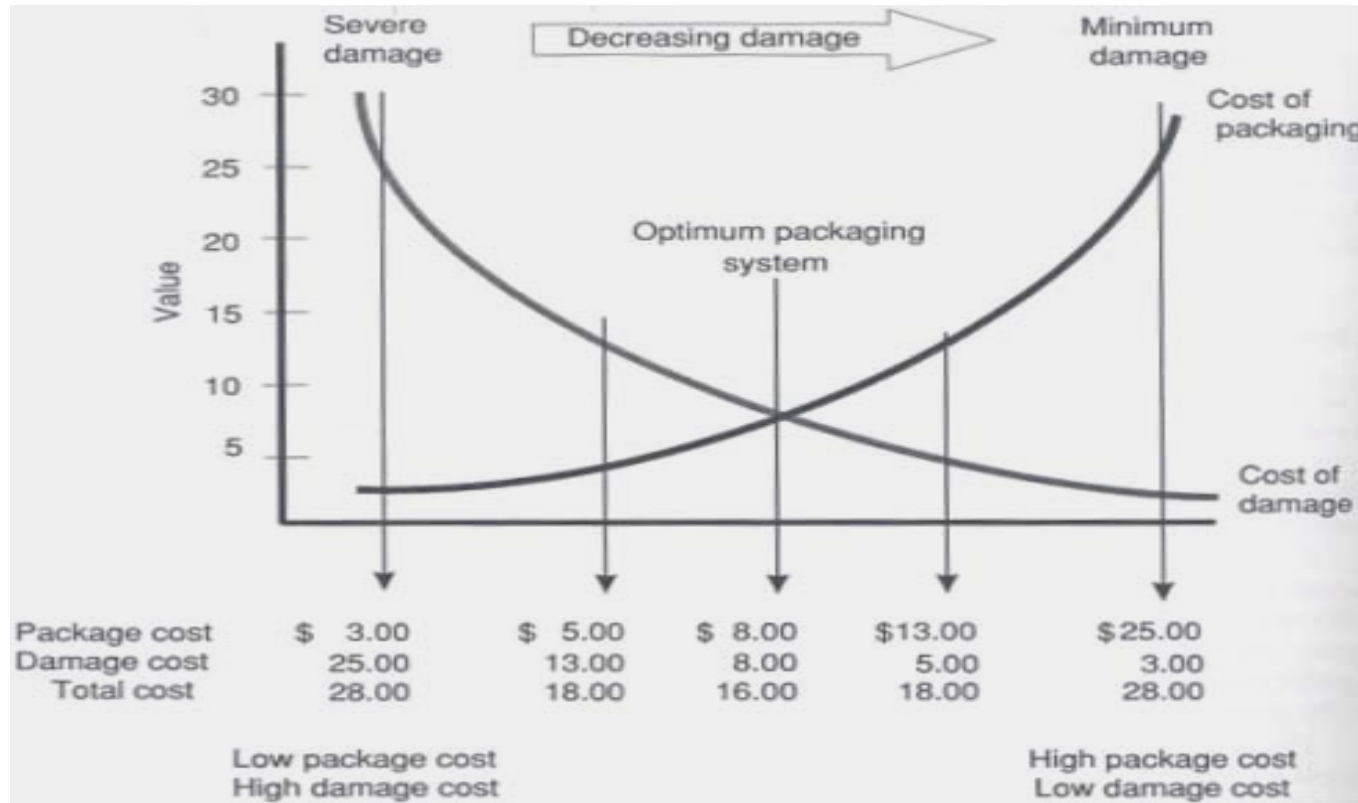 Severe
damage
Decreasing damage
Minimum
damage
Cost of
packaging
30
25
20
15
10
5
Value
Optimum packaging
system
Cost of
damage
Package cost $ 3.00 $ 5.00 $ 8.00 $13.00 $25.00
Damage cost 25.00 13.00 8.00 5.00 3.00
Total cost 28.00 18.00 16.00 18.00 28.00
Low package cost
High damage cost
High package cost
Low damage cost